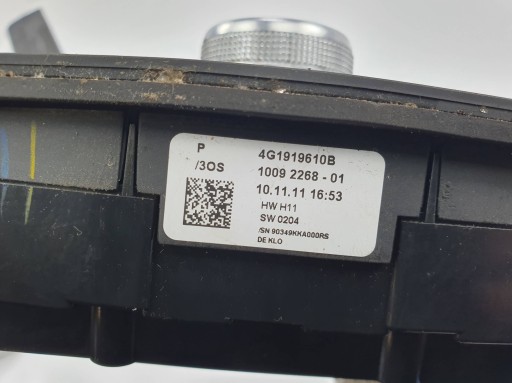 P 4G1919610B
/3OS 1009 2268 - 01
10.11.11 16:53
HW H11
SW 0204
/SN 90349KKA000RS
DE KLO